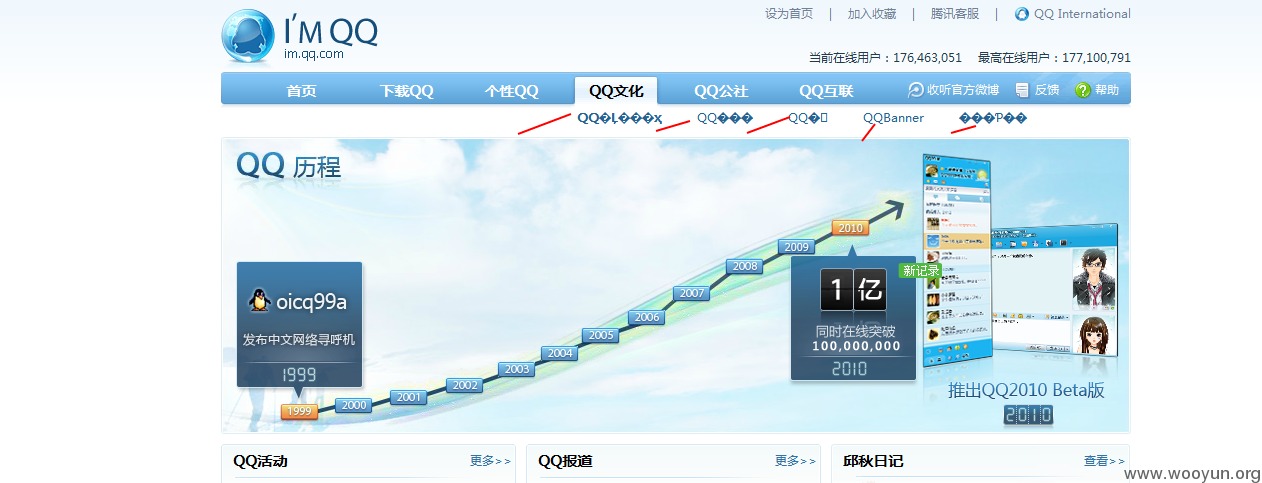 I'M QQ
im.qq.com
设为首页 | 加入收藏 | 腾讯客服 | QQ International
当前在线用户：176,463,051 最高在线用户：177,100,791
首页 下载QQ 个性QQ QQ文化 QQ公社 QQ互联 收听官方微博 反馈 帮助
QQ�Ļ���ҳ QQ��� QQ�� QQBanner ���Ƥ��
QQ 历程
2010
2009
2008
2007
2006
2005
2004
2003
2002
2001
2000
1999
oicq99a
发布中文网络寻呼机
1999
新记录
1亿
同时在线突破
100,000,000
2010
推出QQ2010 Beta版
2010
QQ活动 更多>>
QQ报道 更多>>
邱秋日记 查看>>
www.wooyun.org